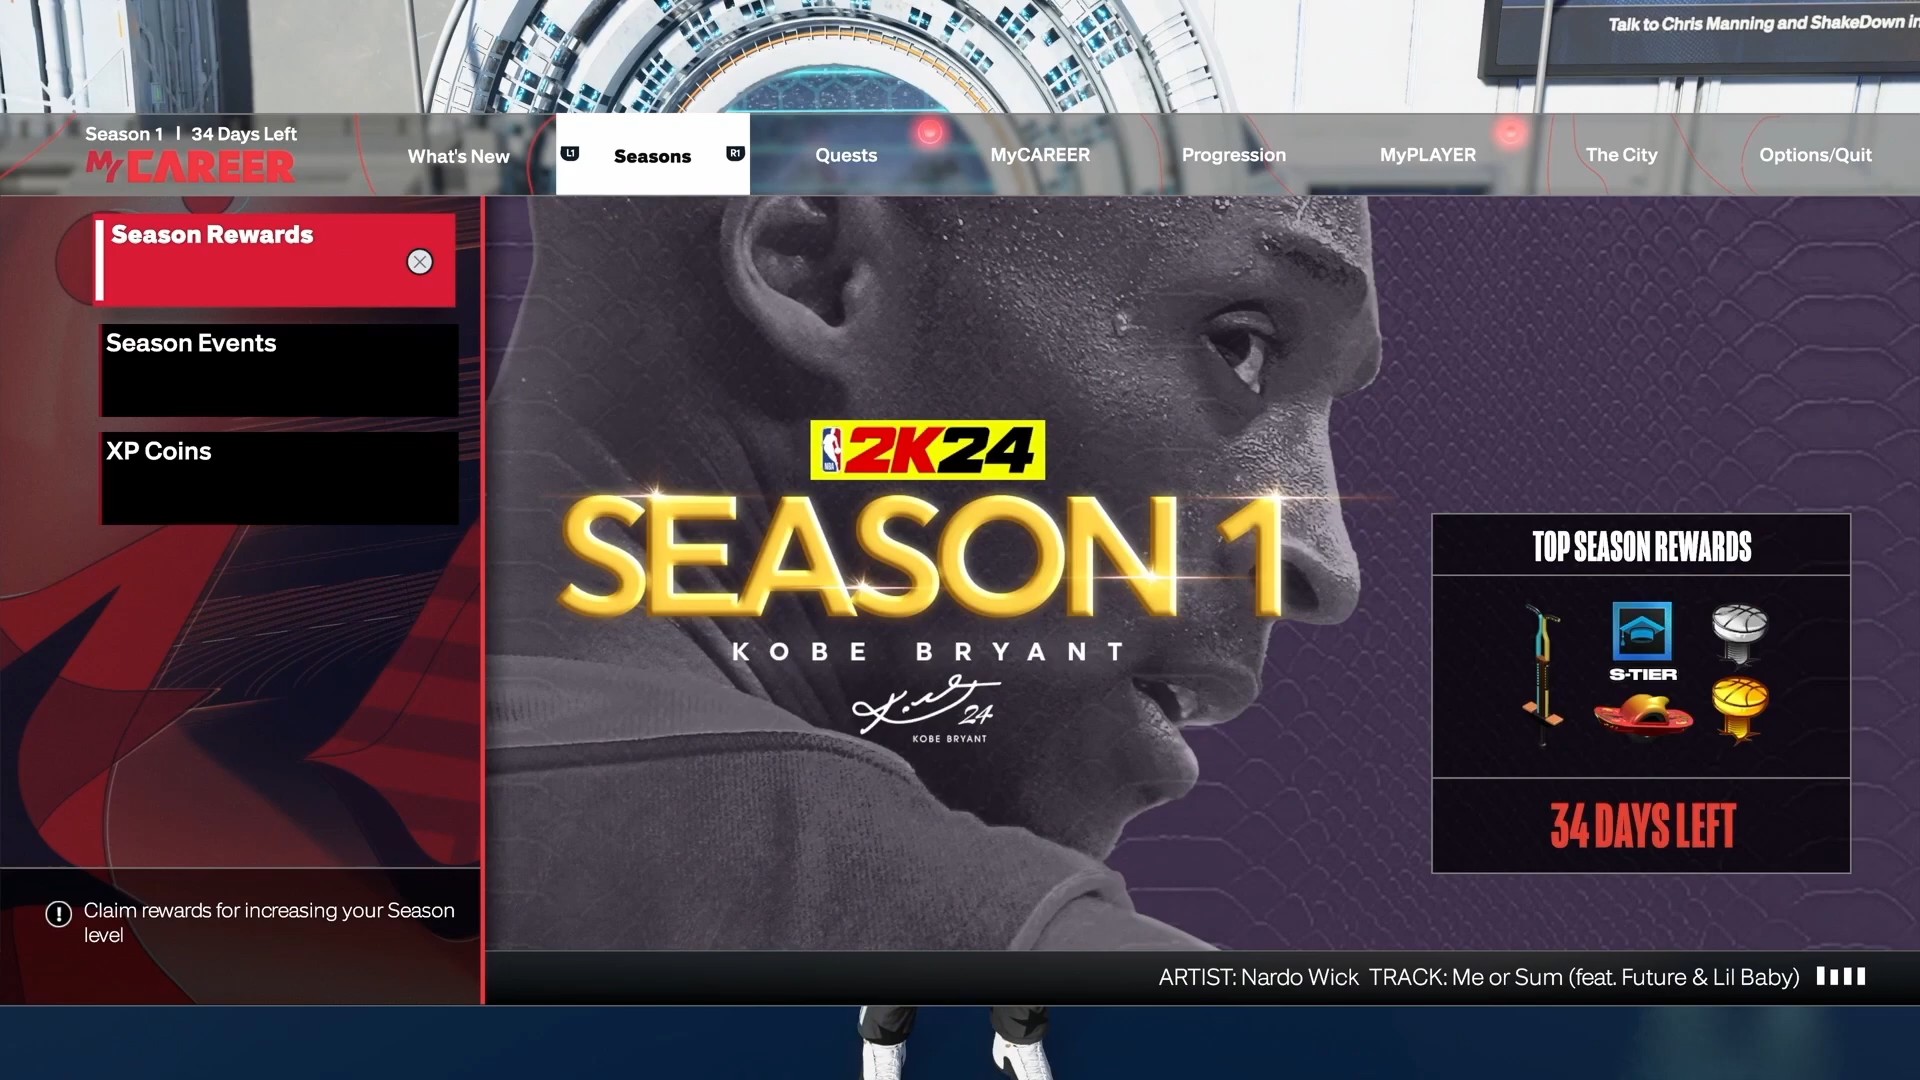 Talk to Chris Manning and ShakeDown in
Season 1 | 34 Days Left
MyCAREER
What's New
L1
Seasons
R1
Quests
MyCAREER
Progression
MyPLAYER
The City
Options/Quit
Season Rewards
Season Events
XP Coins
NBA 2K24
SEASON 1
KOBE BRYANT
24
KOBE BRYANT
TOP SEASON REWARDS
S-TIER
34 DAYS LEFT
Claim rewards for increasing your Season
level
ARTIST: Nardo Wick TRACK: Me or Sum (feat. Future & Lil Baby)